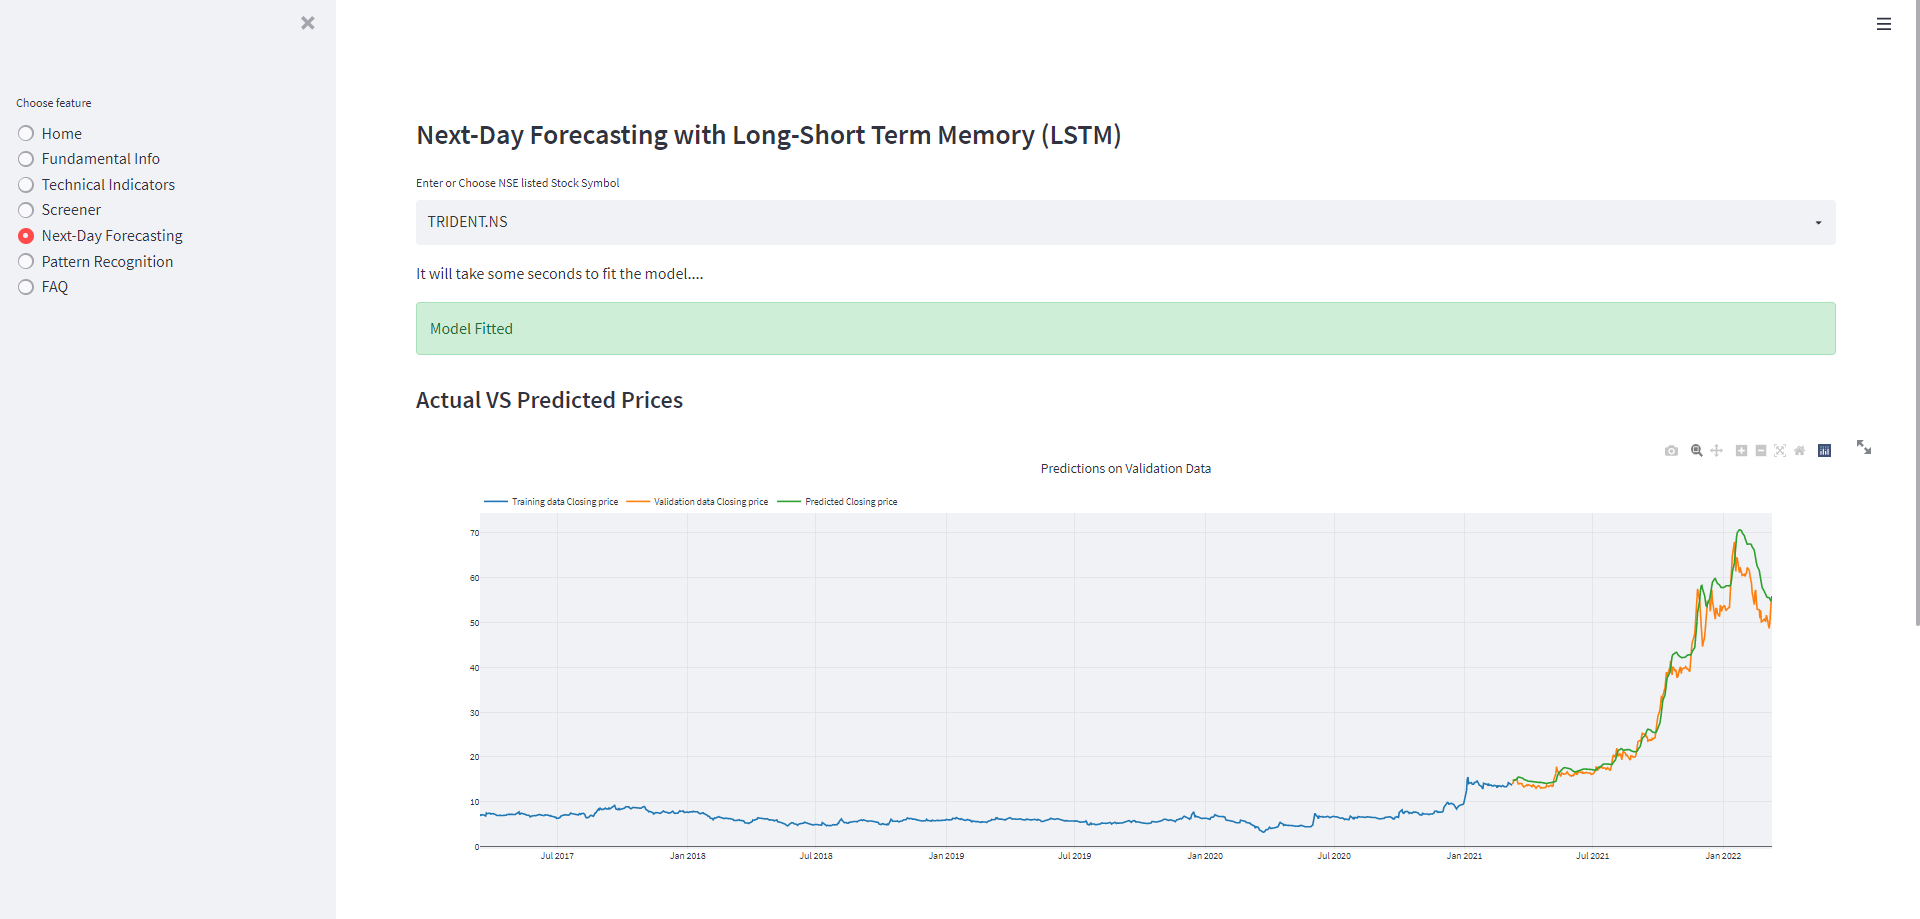 Choose feature
Home
Fundamental Info
Technical Indicators
Screener
Next-Day Forecasting
Pattern Recognition
FAQ
Next-Day Forecasting with Long-Short Term Memory (LSTM)
Enter or Choose NSE listed Stock Symbol
TRIDENT.NS
It will take some seconds to fit the model....
Model Fitted
Actual VS Predicted Prices
Predictions on Validation Data
Training data Closing price Validation data Closing price Predicted Closing price
70
60
50
40
30
20
10
0
Jul 2017 Jan 2018 Jul 2018 Jan 2019 Jul 2019 Jan 2020 Jul 2020 Jan 2021 Jul 2021 Jan 2022